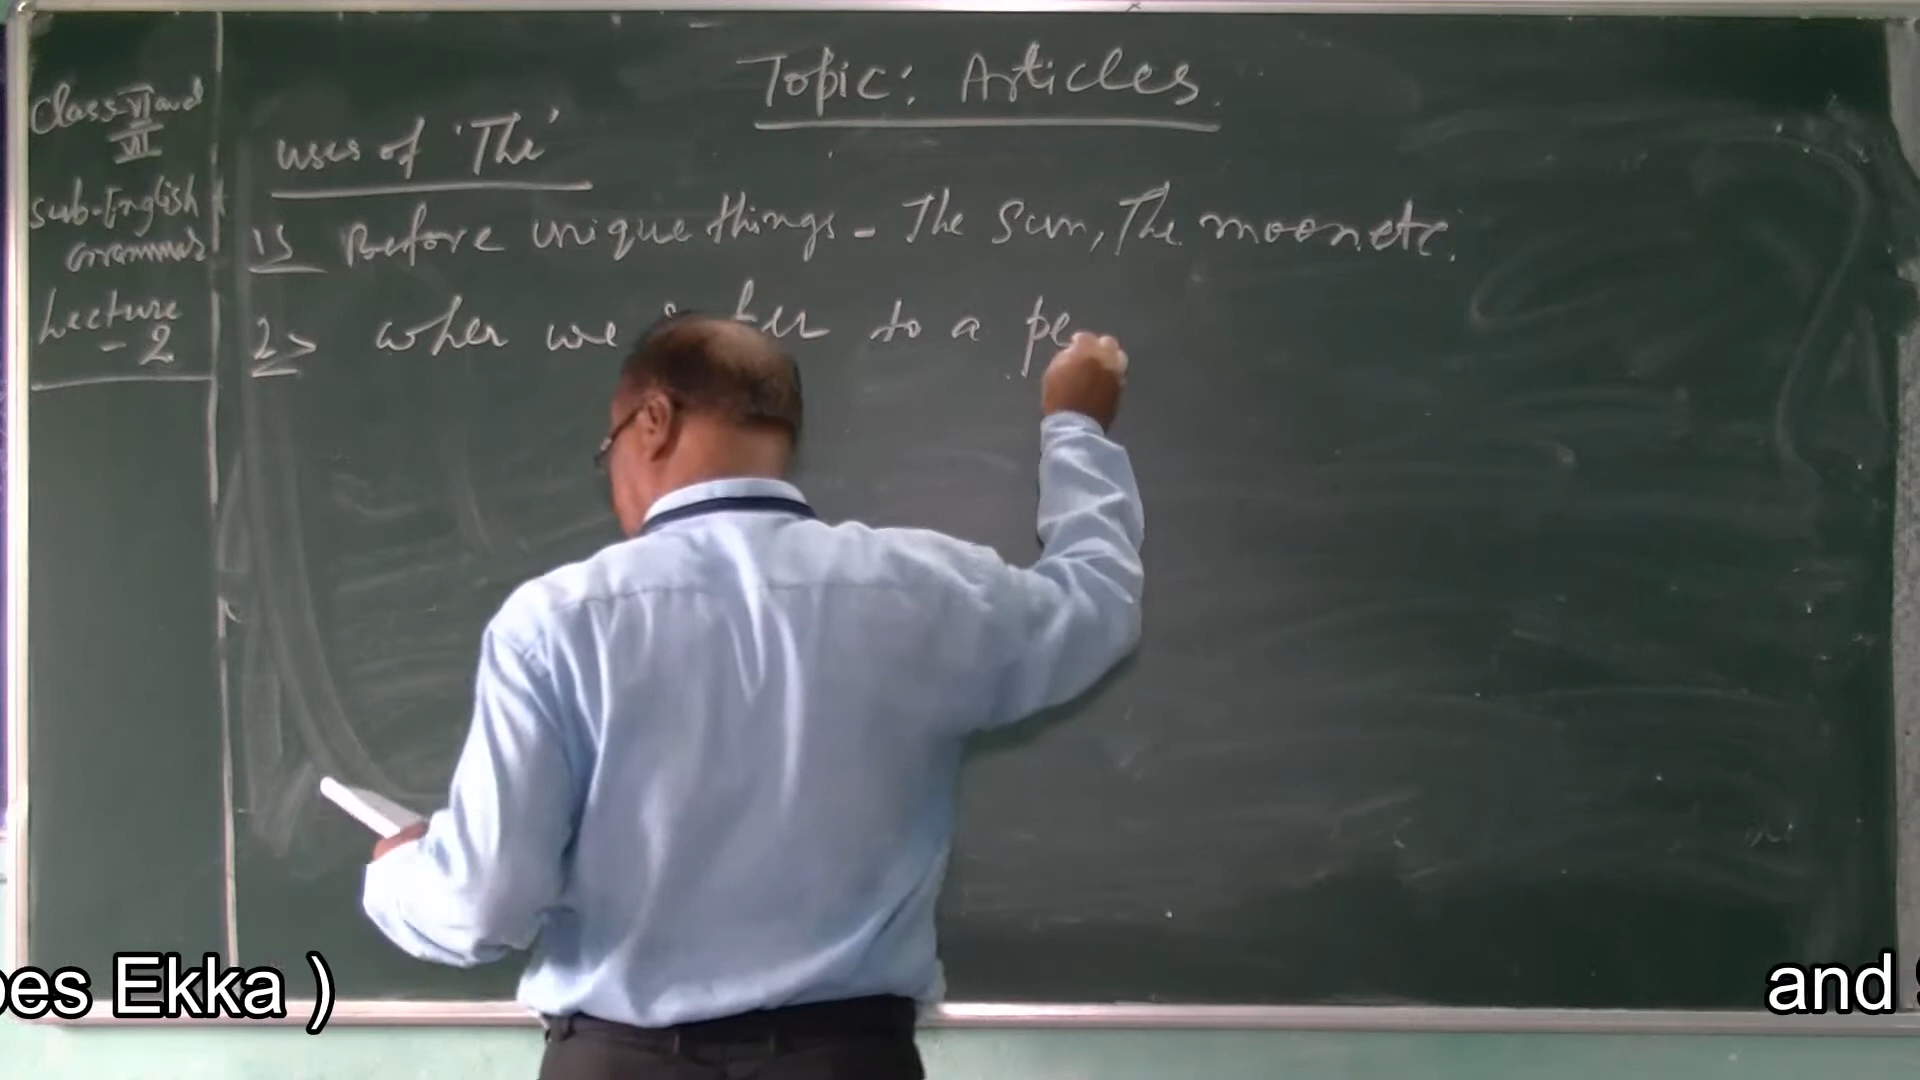 Topic: Articles.
Class-VI and
VII
Sub-English
Grammar
Lecture
- 2
uses of 'The'
1> Before unique things - The Sun, The moon etc.
2> when we to a pe
oes Ekka )
and